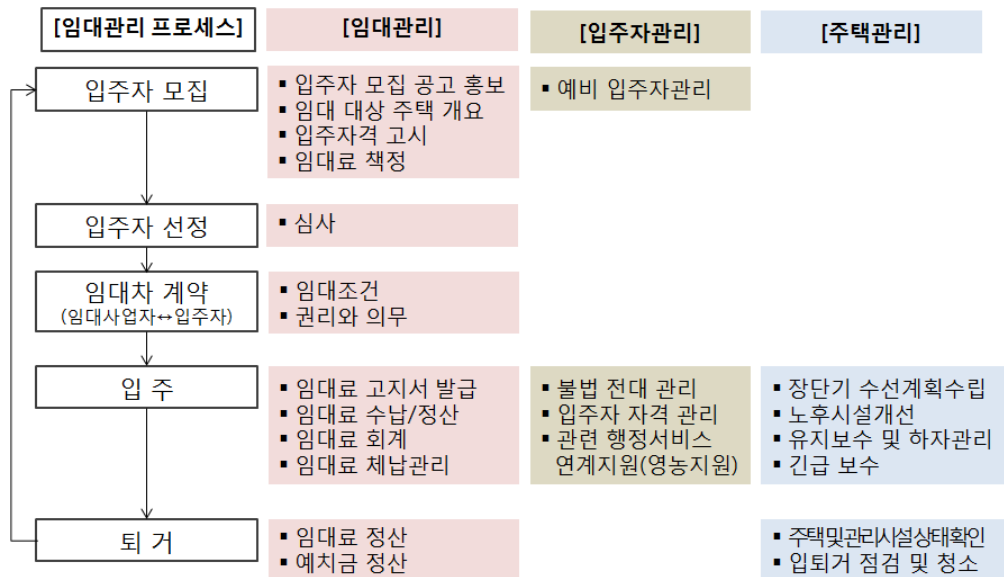 [임대관리 프로세스] [임대관리] [입주자관리] [주택관리]
입주자 모집
▪ 입주자 모집 공고 홍보
▪ 임대 대상 주택 개요
▪ 입주자격 고시
▪ 임대료 책정
▪ 예비 입주자관리
입주자 선정
▪ 심사
임대차 계약
(임대사업자↔입주자)
▪ 임대조건
▪ 권리와 의무
입 주
▪ 임대료 고지서 발급
▪ 임대료 수납/정산
▪ 임대료 회계
▪ 임대료 체납관리
▪ 불법 전대 관리
▪ 입주자 자격 관리
▪ 관련 행정서비스
연계지원(영농지원)
▪ 장단기 수선계획수립
▪ 노후시설개선
▪ 유지보수 및 하자관리
▪ 긴급 보수
퇴 거
▪ 임대료 정산
▪ 예치금 정산
▪ 주택및관리시설상태확인
▪ 입퇴거 점검 및 청소